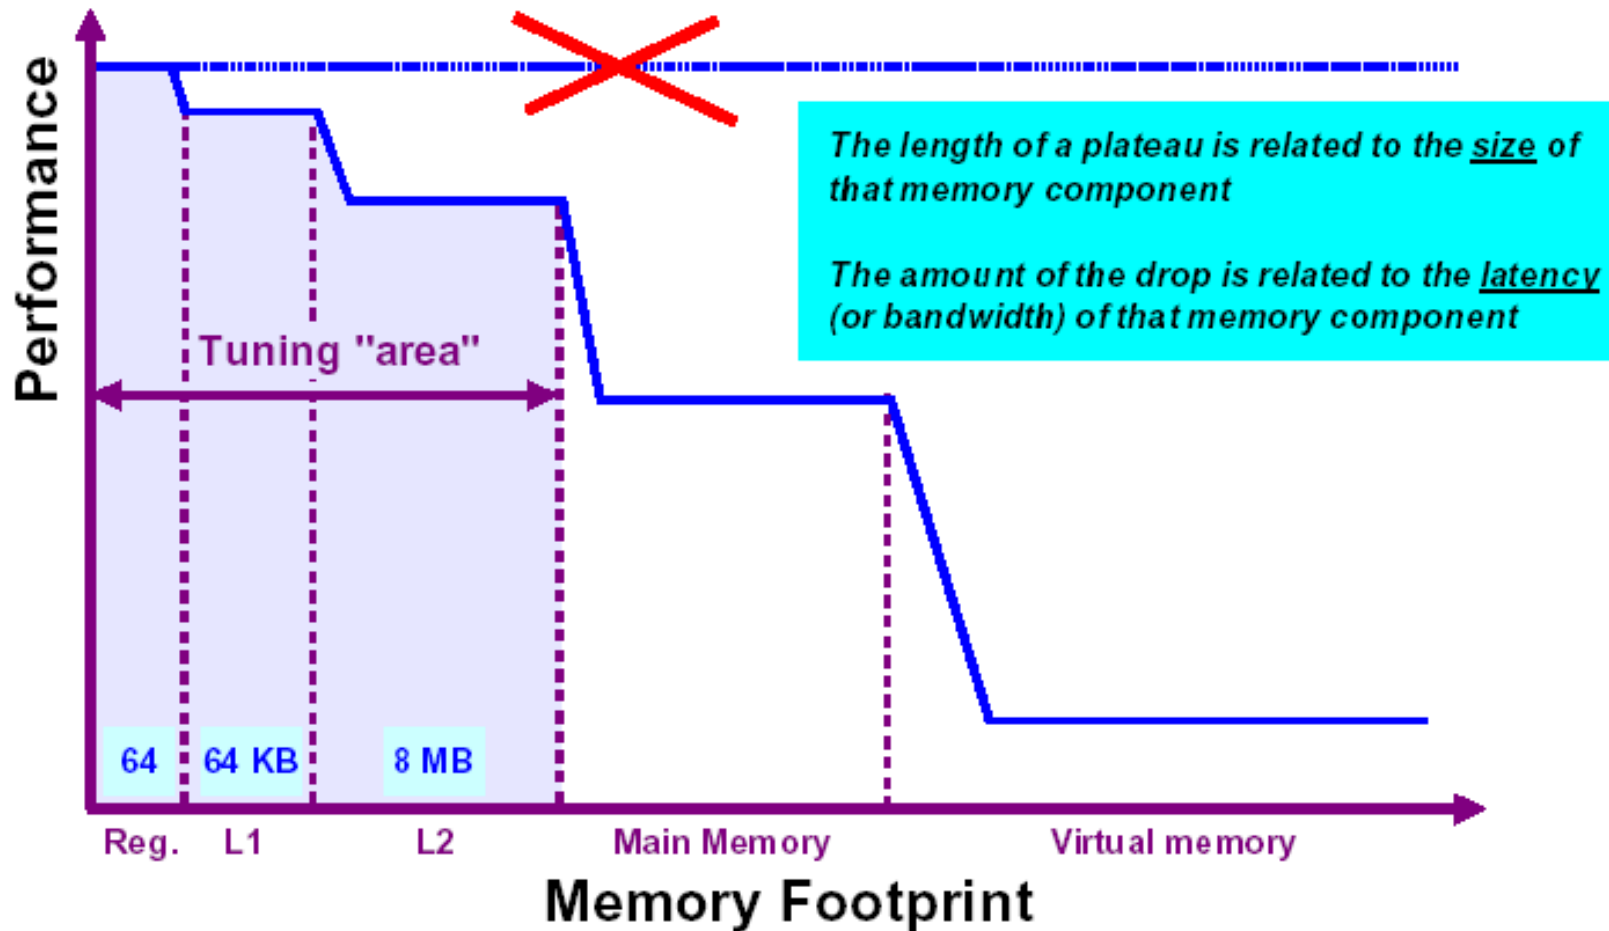 Performance
The length of a plateau is related to the size of
that memory component
The amount of the drop is related to the latency
(or bandwidth) of that memory component
Tuning "area"
64
64 KB
8 MB
Reg.
L1
L2
Main Memory
Virtual memory
Memory Footprint